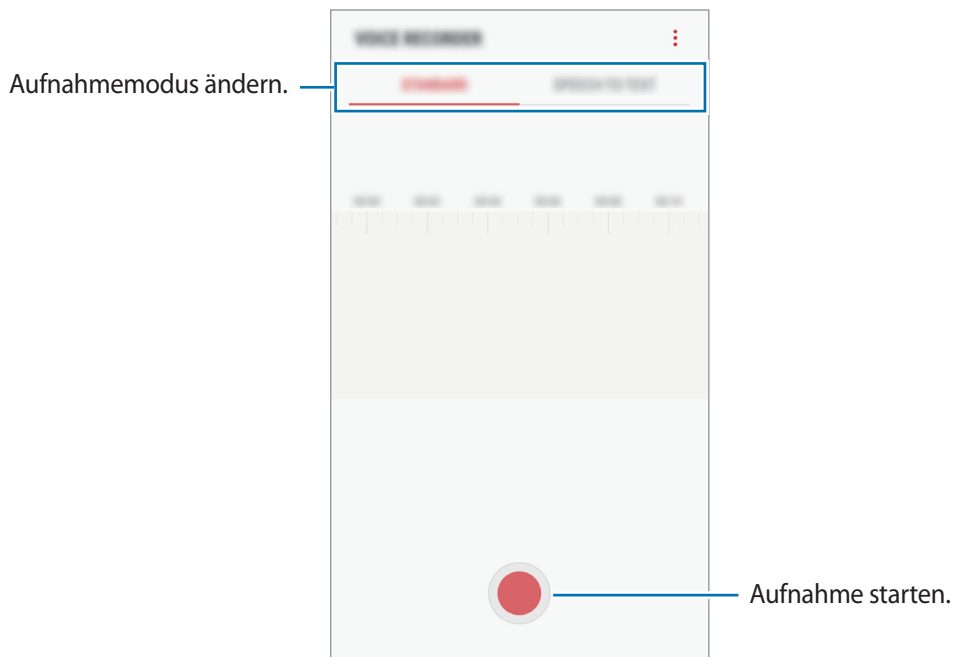 VOICE RECORDER
Aufnahmemodus ändern.
STANDARD
SPEECH-TO-TEXT
Aufnahme starten.